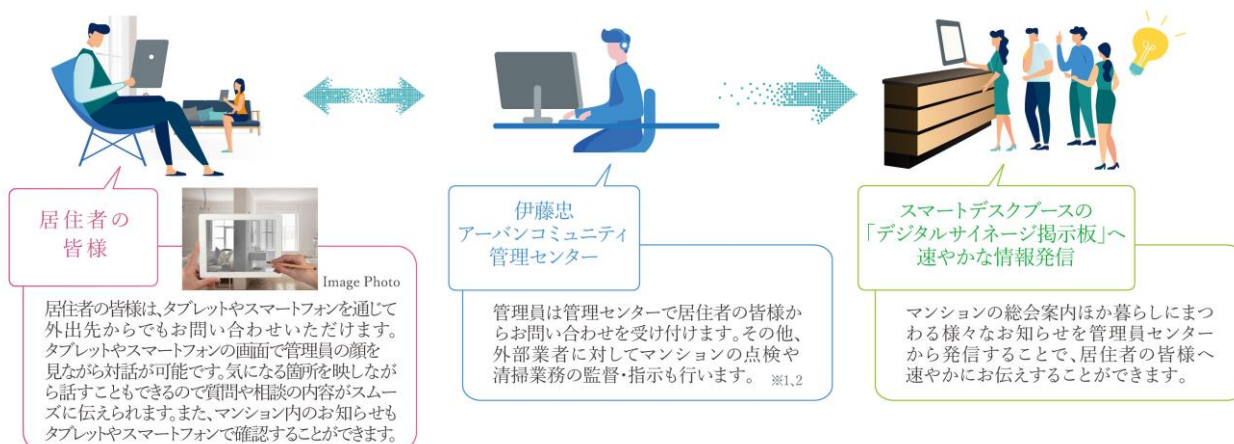 居住者の
皆様
Image Photo
居住者の皆様は、タブレットやスマートフォンを通じて
外出先からでもお問い合わせいただけます。
タブレットやスマートフォンの画面で管理員の顔を
見ながら対話が可能です。気になる箇所を映しなが
ら話すこともできるので質問や相談の内容がスムー
ズに伝えられます。また、マンション内のお知らせも
タブレットやスマートフォンで確認することができます。
伊藤忠
アーバンコミュニティ
管理センター
管理員は管理センターで居住者の皆様か
らお問い合わせを受け付けます。その他、
外部業者に対してマンションの点検や
清掃業務の監督・指示も行います。 ※1,2
スマートデスクブースの
「デジタルサイネージ掲示板」へ
速やかな情報発信
マンションの総会案内ほか暮らしにまつ
わる様々なお知らせを管理員センター
から発信することで、居住者の皆様へ
速やかにお伝えすることができます。